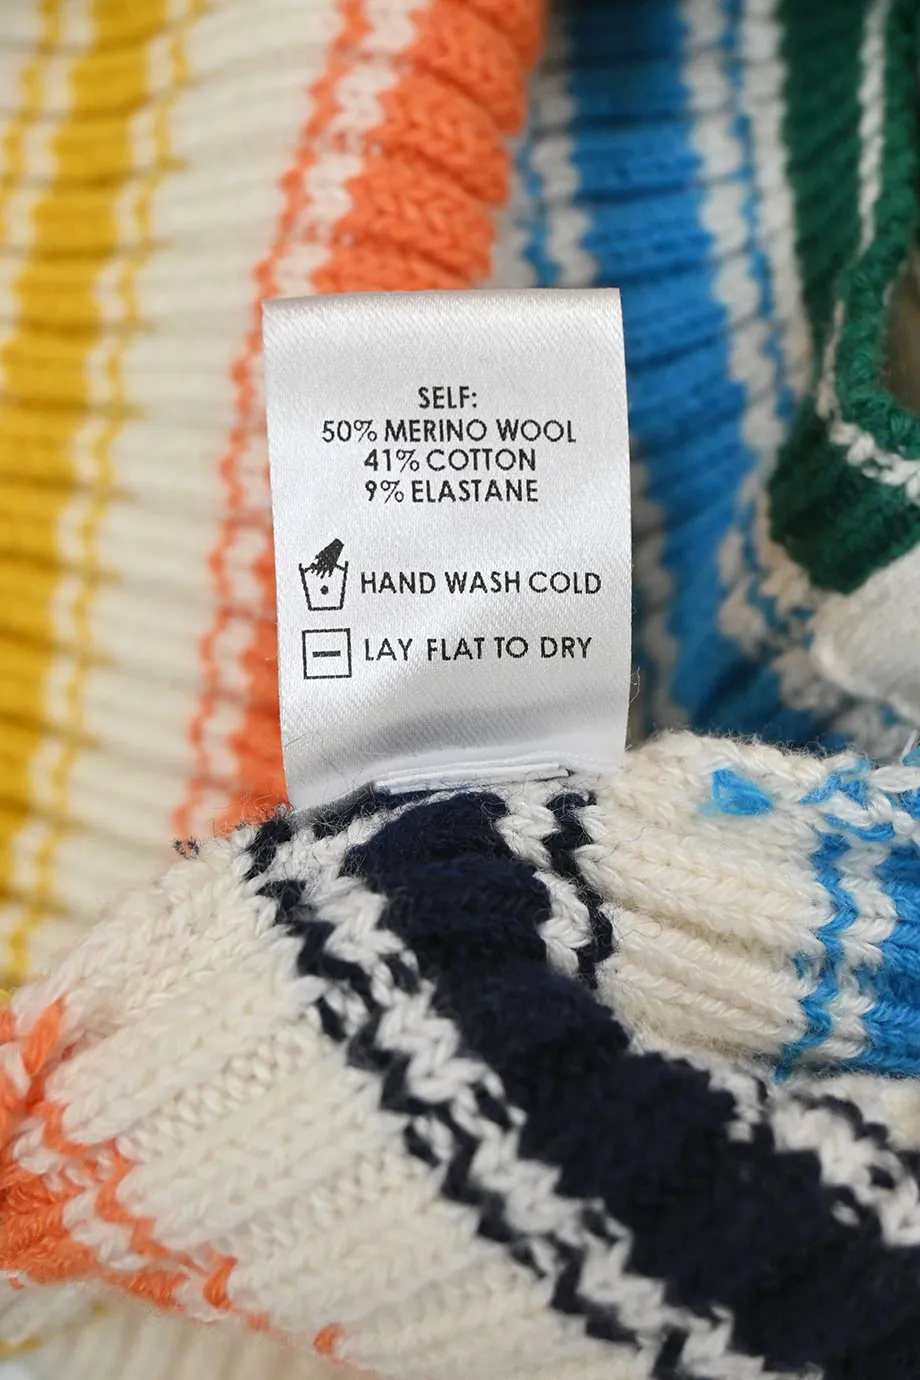 SELF:
50% MERINO WOOL
41% COTTON
9% ELASTANE
HAND WASH COLD
LAY FLAT TO DRY